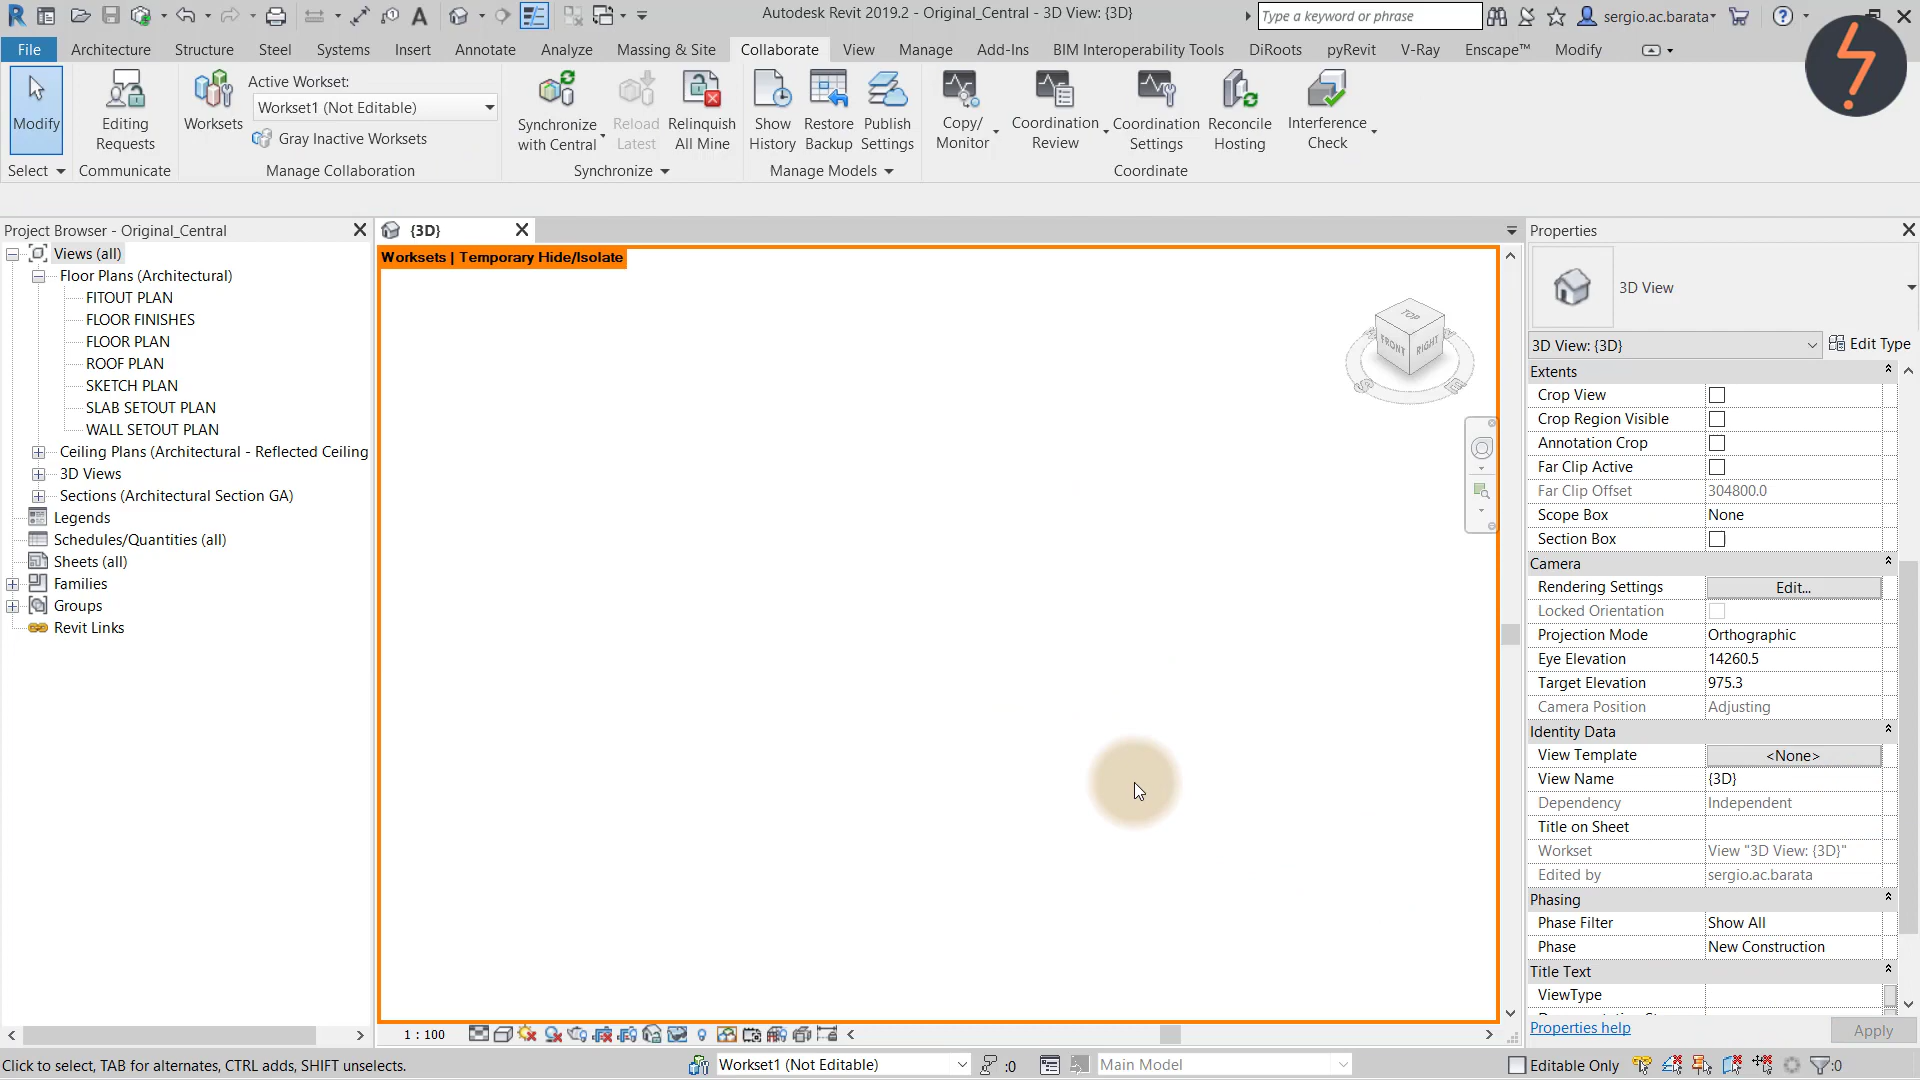 Autodesk Revit 2019.2 - Original_Central - 3D View: {3D}
Type a keyword or phrase
sergio.ac.barata
File
Architecture
Structure
Steel
Systems
Insert
Annotate
Analyze
Massing & Site
Collaborate
View
Manage
Add-Ins
BIM Interoperability Tools
DiRoots
pyRevit
V-Ray
Enscape™
Modify
Modify
Editing
Requests
Worksets
Active Workset:
Workset1 (Not Editable)
Gray Inactive Worksets
Synchronize
with Central
Reload
Latest
Relinquish
All Mine
Show
History
Restore
Backup
Publish
Settings
Copy/
Monitor
Coordination
Review
Coordination
Settings
Reconcile
Hosting
Interference
Check
Select
Communicate
Manage Collaboration
Synchronize
Manage Models
Coordinate
Project Browser - Original_Central
Views (all)
Floor Plans (Architectural)
FITOUT PLAN
FLOOR FINISHES
FLOOR PLAN
ROOF PLAN
SKETCH PLAN
SLAB SETOUT PLAN
WALL SETOUT PLAN
Ceiling Plans (Architectural - Reflected Ceiling
3D Views
Sections (Architectural Section GA)
Legends
Schedules/Quantities (all)
Sheets (all)
Families
Groups
Revit Links
{3D}
Worksets | Temporary Hide/Isolate
TOP
FRONT
RIGHT
S
E
Properties
3D View
3D View: {3D}
Edit Type
Extents
Crop View
Crop Region Visible
Annotation Crop
Far Clip Active
Far Clip Offset 304800.0
Scope Box None
Section Box
Camera
Rendering Settings Edit...
Locked Orientation
Projection Mode Orthographic
Eye Elevation 14260.5
Target Elevation 975.3
Camera Position Adjusting
Identity Data
View Template <None>
View Name {3D}
Dependency Independent
Title on Sheet
Workset View "3D View: {3D}"
Edited by sergio.ac.barata
Phasing
Phase Filter Show All
Phase New Construction
Title Text
ViewType
Properties help
Apply
1 : 100
Click to select, TAB for alternates, CTRL adds, SHIFT unselects.
Workset1 (Not Editable)
:0
Main Model
Editable Only
:0